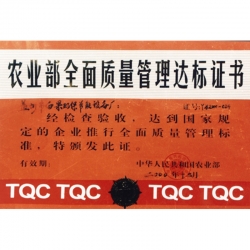 农业部全面质量管理达标证书
经检查验收，达到国家规
定的企业推行全面质量管理标
准，特颁发此证。
有效期：
中华人民共和国农业部
TQC TQC TQC TQC